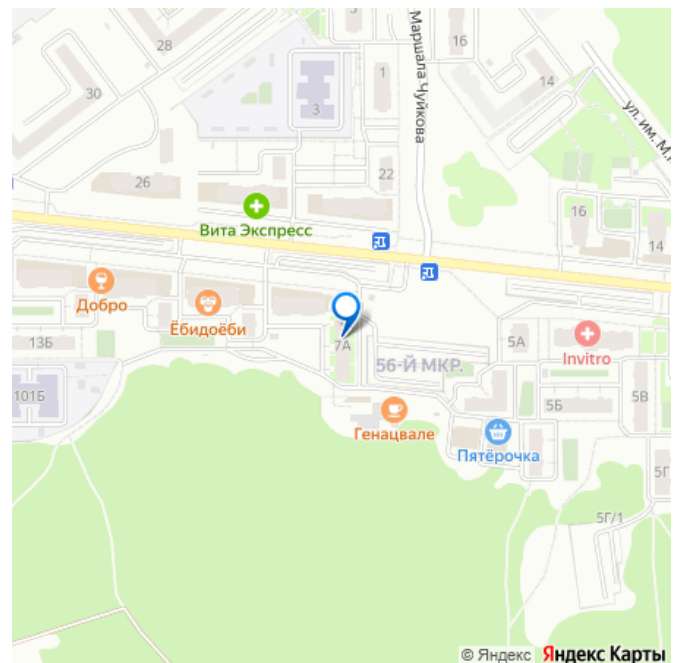 28
Маршала Чуйкова
16
1
14
30
3
ул. им. М.
26
22
16
Вита Экспресс
14
Добро
Ёбидоёби
13Б
7А
5А
Invitro
56-Й МКР.
101Б
5Б
5В
Генацвале
Пятёрочка
5Г
5Г/1
© Яндекс Яндекс Карты